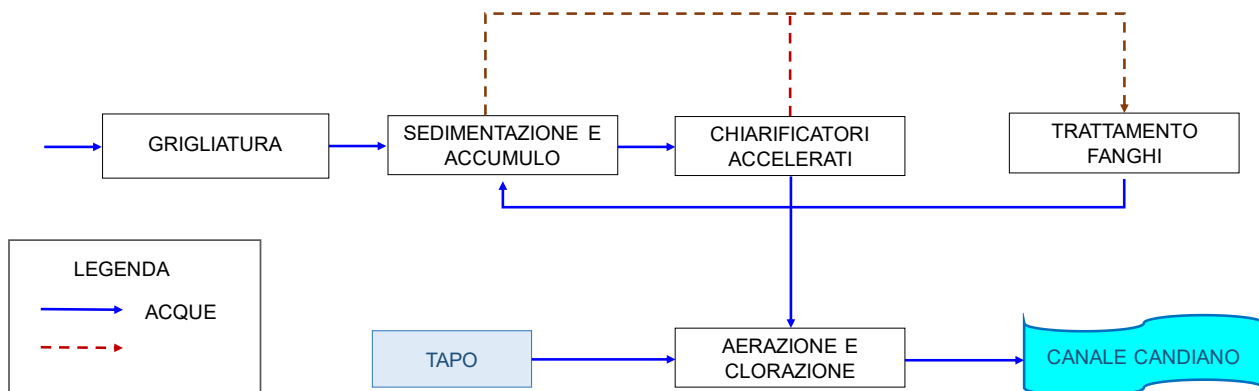 GRIGLIATURA
SEDIMENTAZIONE E
ACCUMULO
CHIARIFICATORI
ACCELERATI
TRATTAMENTO
FANGHI
LEGENDA
ACQUE
TAPO
AERAZIONE E
CLORAZIONE
CANALE CANDIANO